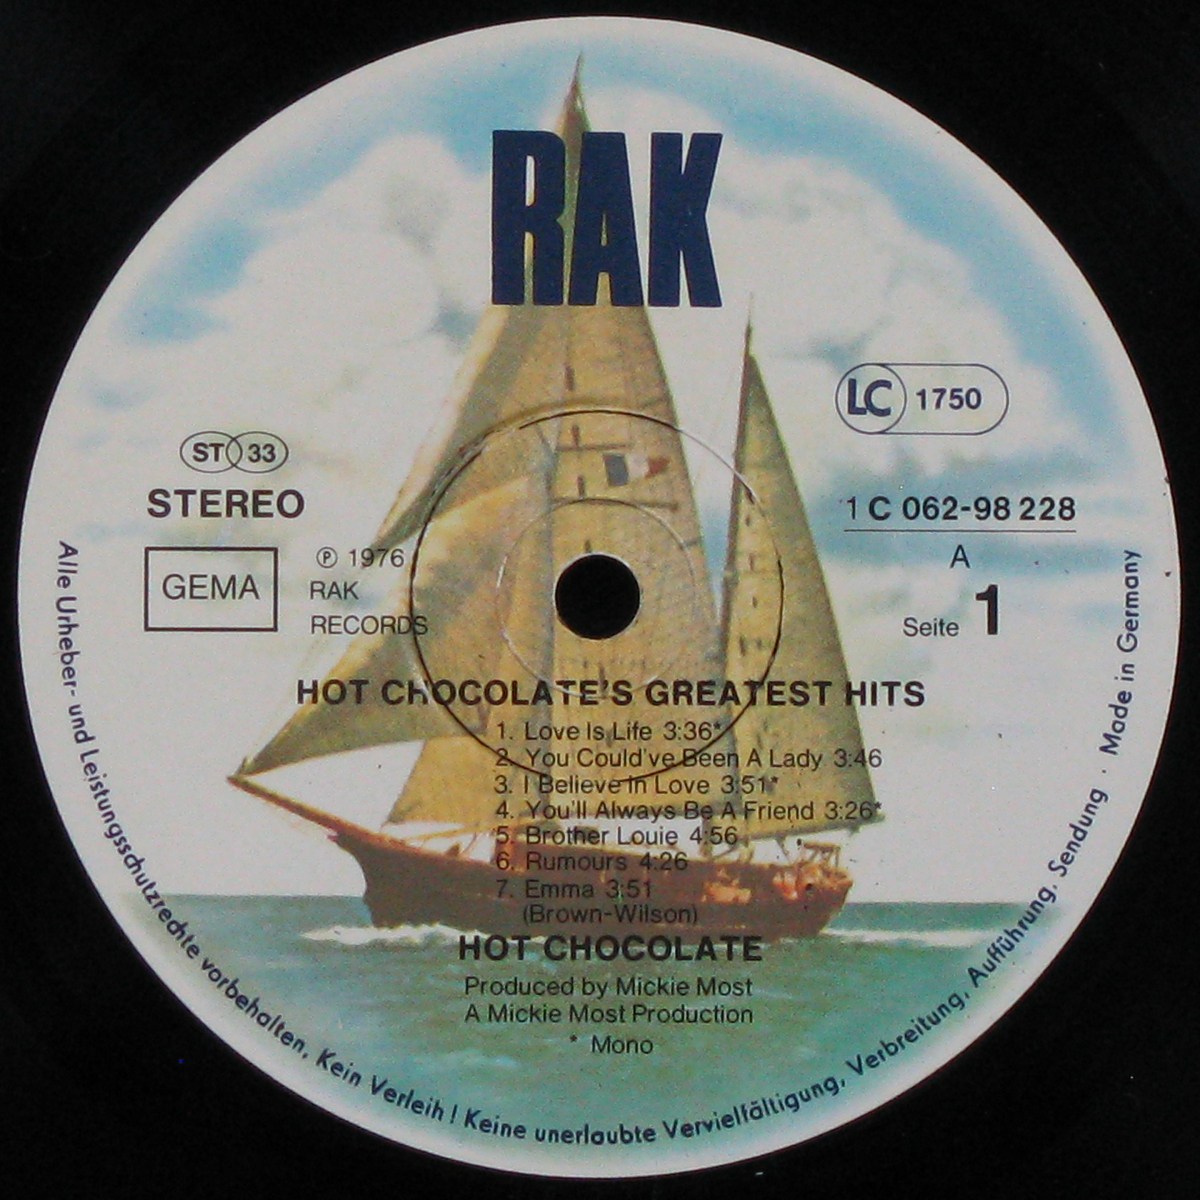 RAK
LC 1750
ST 33
STEREO
1 C 062-98 228
GEMA
℗ 1976
RAK
RECORDS
A
Seite 1
HOT CHOCOLATE'S GREATEST HITS
1. Love Is Life 3:36*
2. You Could've Been A Lady 3:46
3. I Believe In Love 3:51*
4. You'll Always Be A Friend 3:26*
5. Brother Louie 4:56
6. Rumours 4:26
7. Emma 3:51
(Brown-Wilson)
HOT CHOCOLATE
Produced by Mickie Most
A Mickie Most Production
* Mono
Alle Urheber- und Leistungsschutzrechte vorbehalten, Kein Verleih! Keine unerlaubte Vervielfältigung, Verbreitung, Aufführung, Sendung · Made in Germany